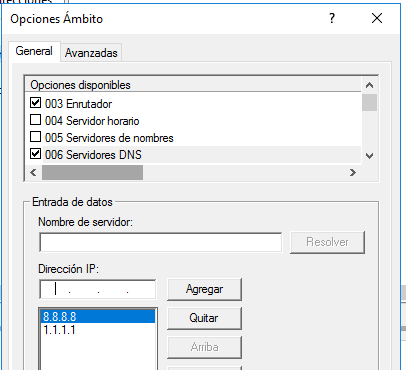 Opciones Ámbito
?
General
Avanzadas
Opciones disponibles
003 Enrutador
004 Servidor horario
005 Servidores de nombres
006 Servidores DNS
Entrada de datos
Nombre de servidor:
Resolver
Dirección IP:
. . .
Agregar
8.8.8.8
Quitar
1.1.1.1
Arriba